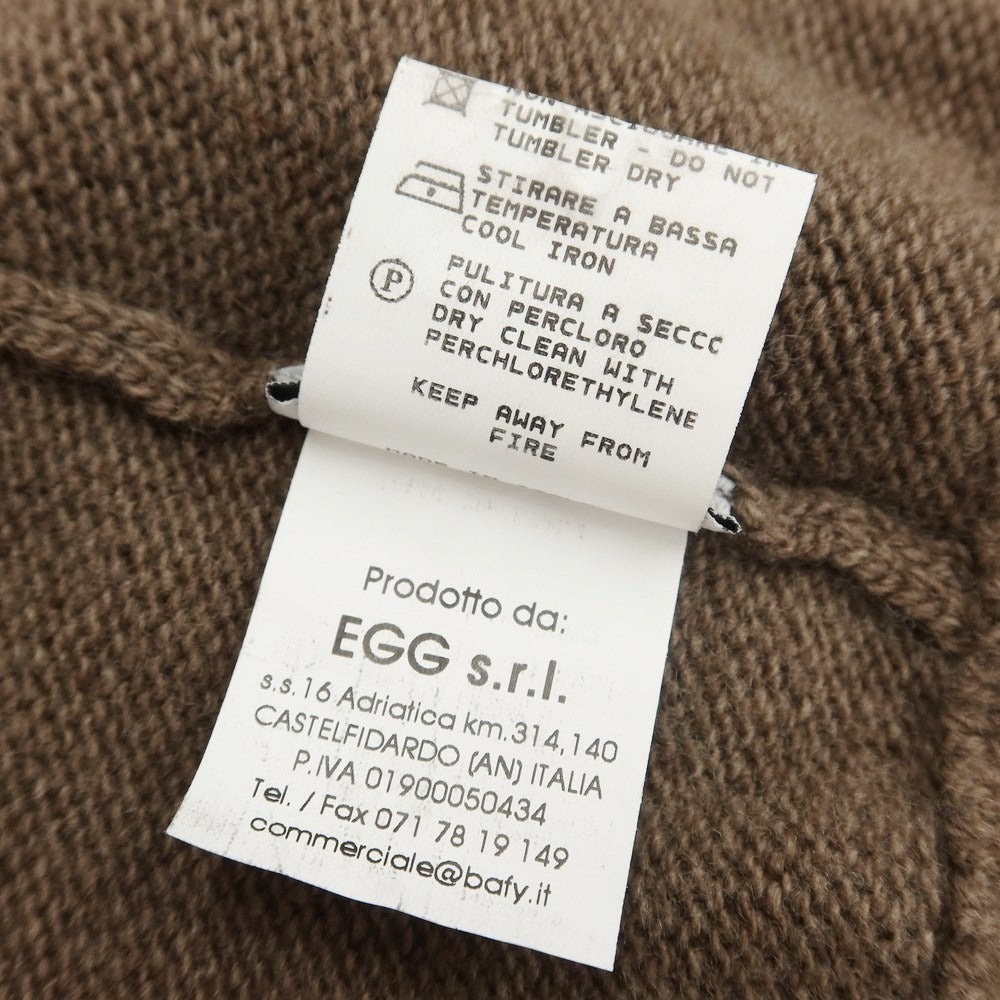 TUMBLER - DO NOT
TUMBLER DRY
STIRARE A BASSA
TEMPERATURA
COOL IRON
P
PULITURA A SECCC
CON PERCLORO
DRY CLEAN WITH
PERCHLORETHYLENE
KEEP AWAY FROM
FIRE
Prodotto da:
EGG s.r.l.
s.s.16 Adriatica km.314,140
CASTELFIDARDO (AN) ITALIA
P.IVA 01900050434
Tel. / Fax 071 78 19 149
commerciale@bafy.it